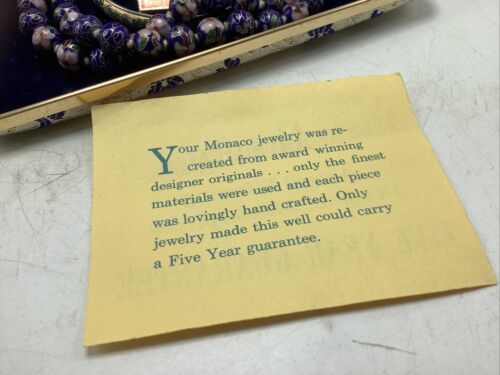 Your Monaco jewelry was re-
created from award winning
designer originals . . . only the finest
materials were used and each piece
was lovingly hand crafted. Only
jewelry made this well could carry
a Five Year guarantee.